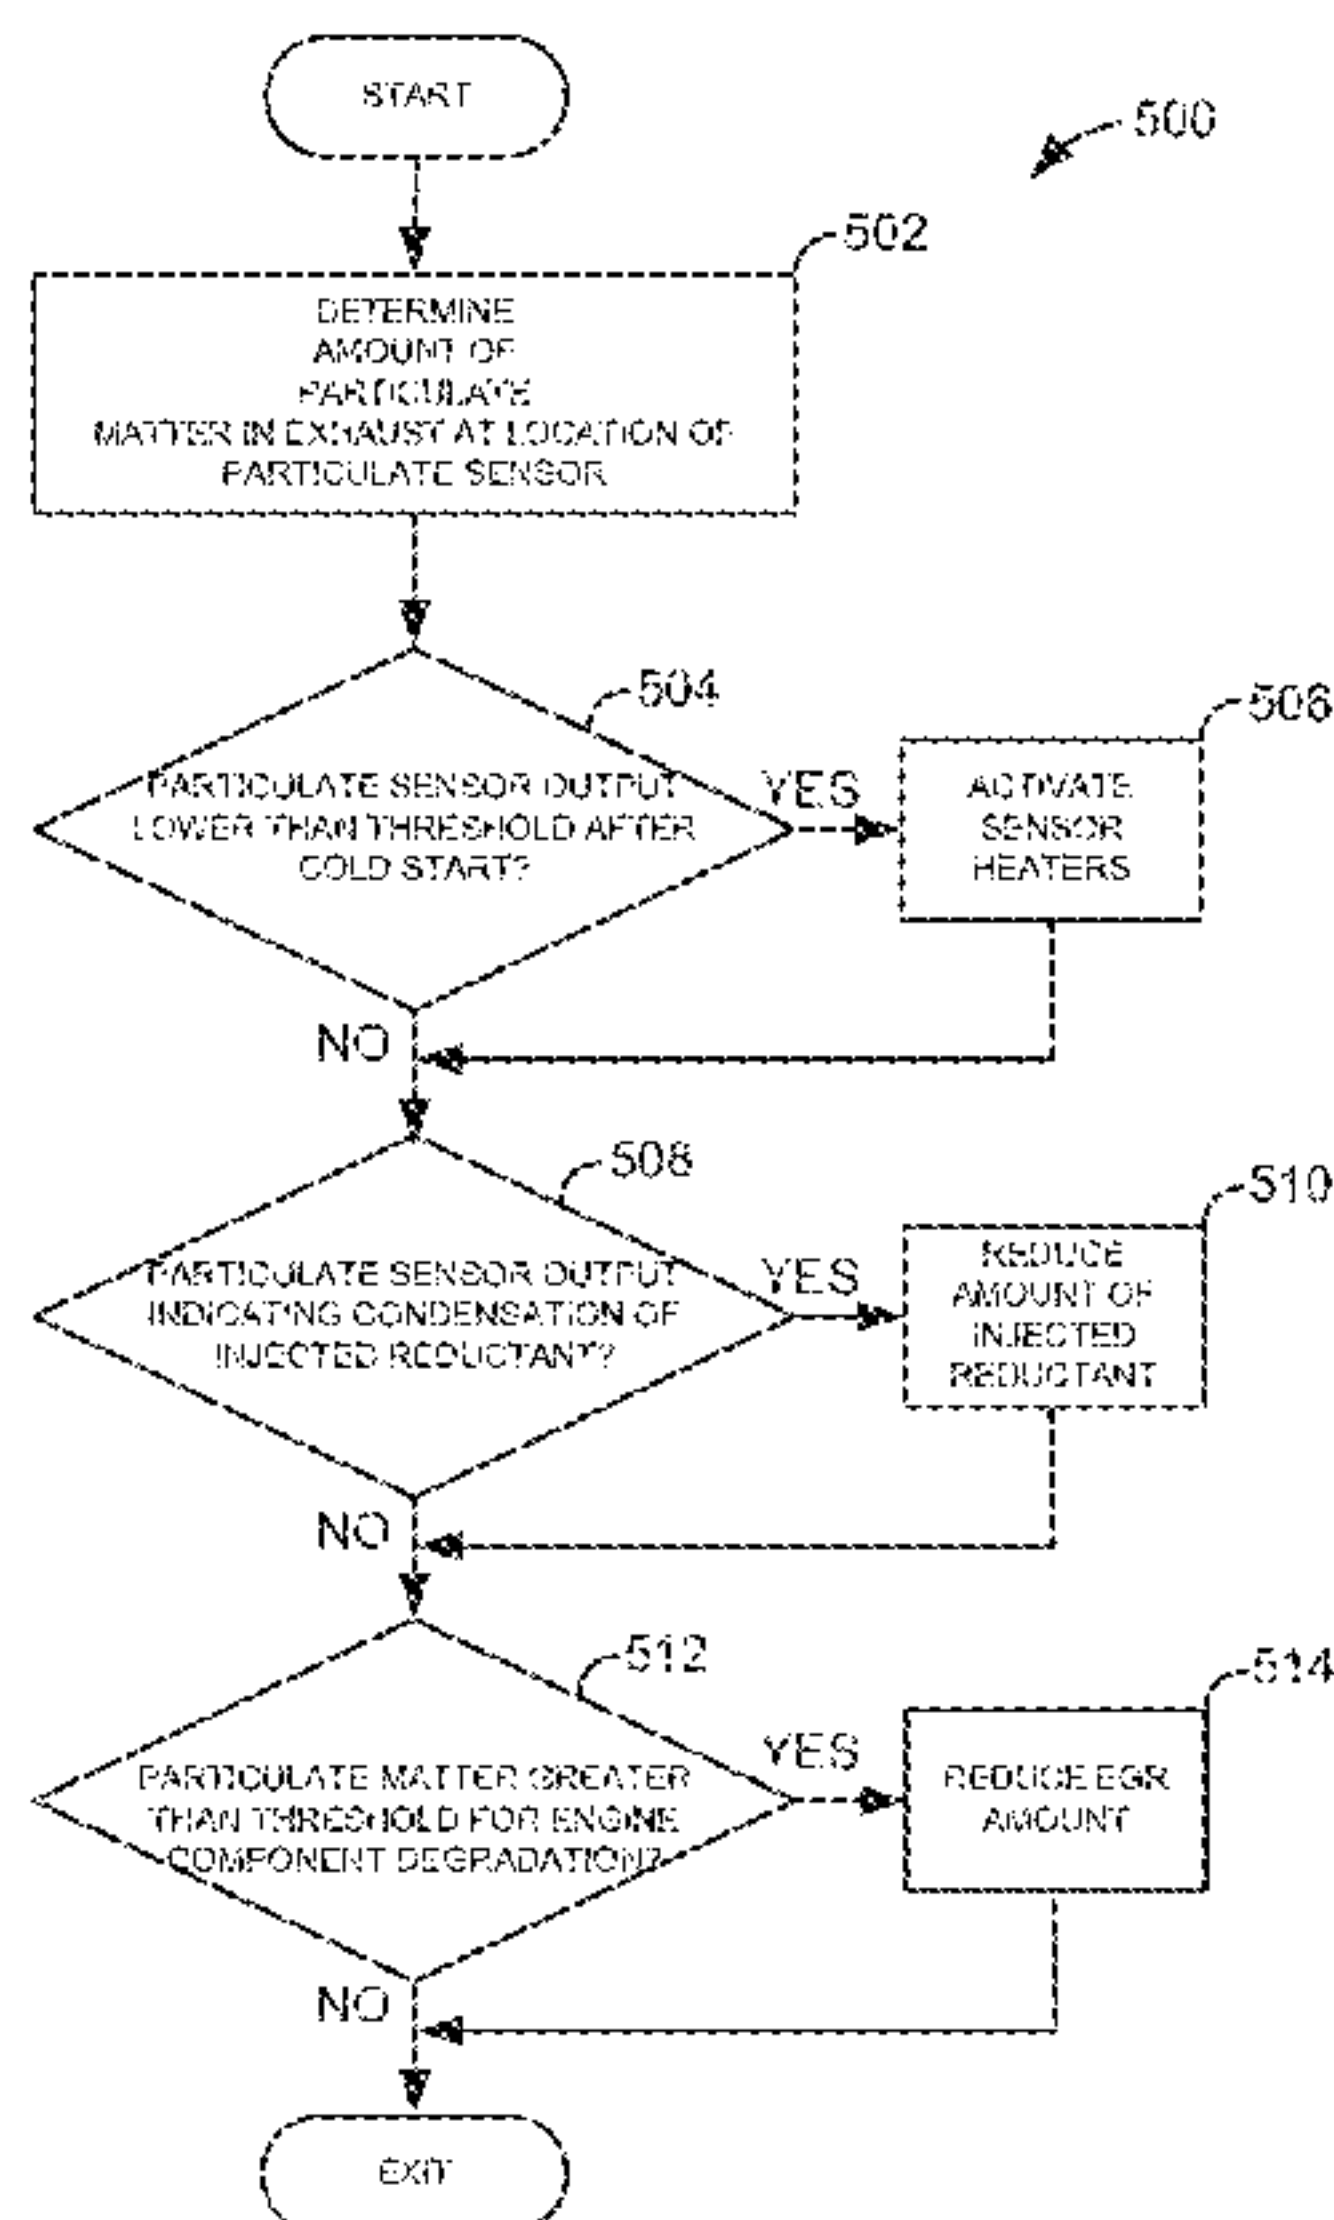 START
500
502
DETERMINE
AMOUNT OF
PARTICULATE
MATTER IN EXHAUST AT LOCATION OF
PARTICULATE SENSOR
504
PARTICULATE SENSOR OUTPUT
LOWER THAN THRESHOLD AFTER
COLD START?
YES
506
ACTIVATE
SENSOR
HEATERS
NO
508
PARTICULATE SENSOR OUTPUT
INDICATING CONDENSATION OF
INJECTED REDUCTANT?
YES
510
REDUCE
AMOUNT OF
INJECTED
REDUCTANT
NO
512
PARTICULATE MATTER GREATER
THAN THRESHOLD FOR ENGINE
COMPONENT DEGRADATION?
YES
514
REDUCE EGR
AMOUNT
NO
EXIT